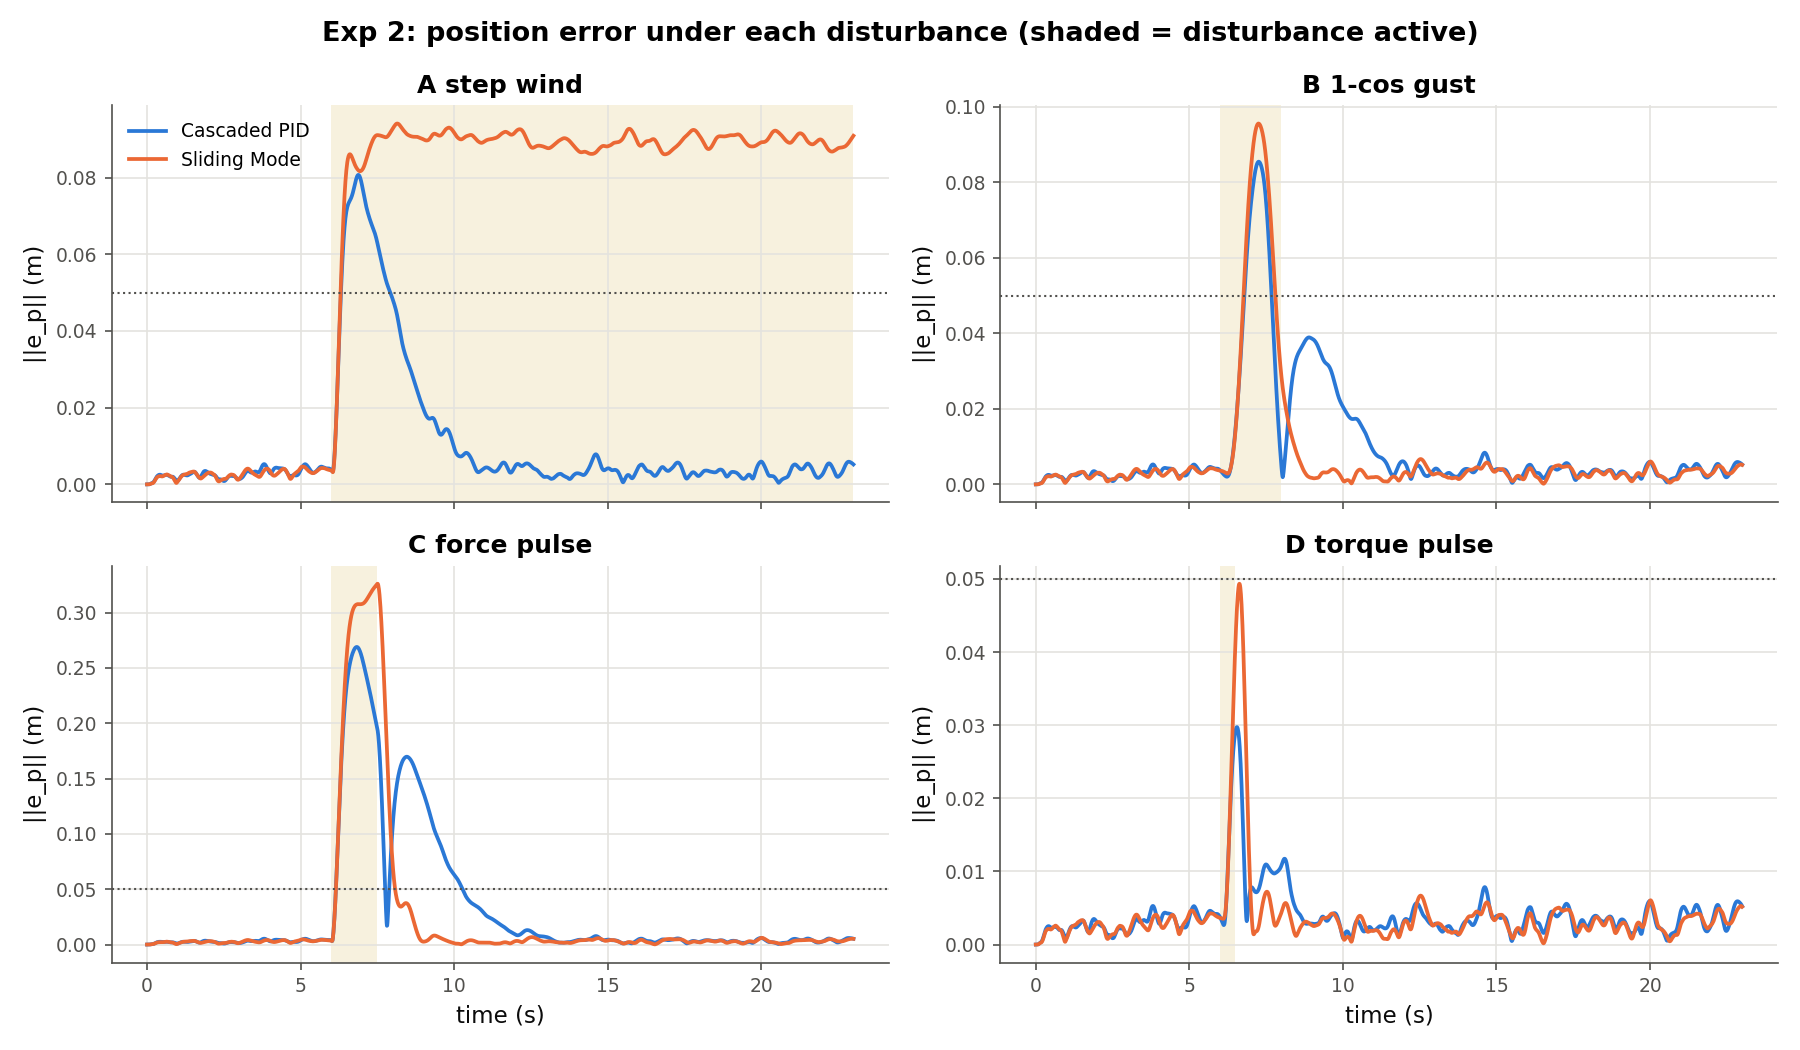 Exp 2: position error under each disturbance (shaded = disturbance active)
A step wind
Cascaded PID
Sliding Mode
||e_p|| (m)
0.08
0.06
0.04
0.02
0.00
B 1-cos gust
||e_p|| (m)
0.10
0.08
0.06
0.04
0.02
0.00
C force pulse
||e_p|| (m)
0.30
0.25
0.20
0.15
0.10
0.05
0.00
0 5 10 15 20
time (s)
D torque pulse
||e_p|| (m)
0.05
0.04
0.03
0.02
0.01
0.00
0 5 10 15 20
time (s)